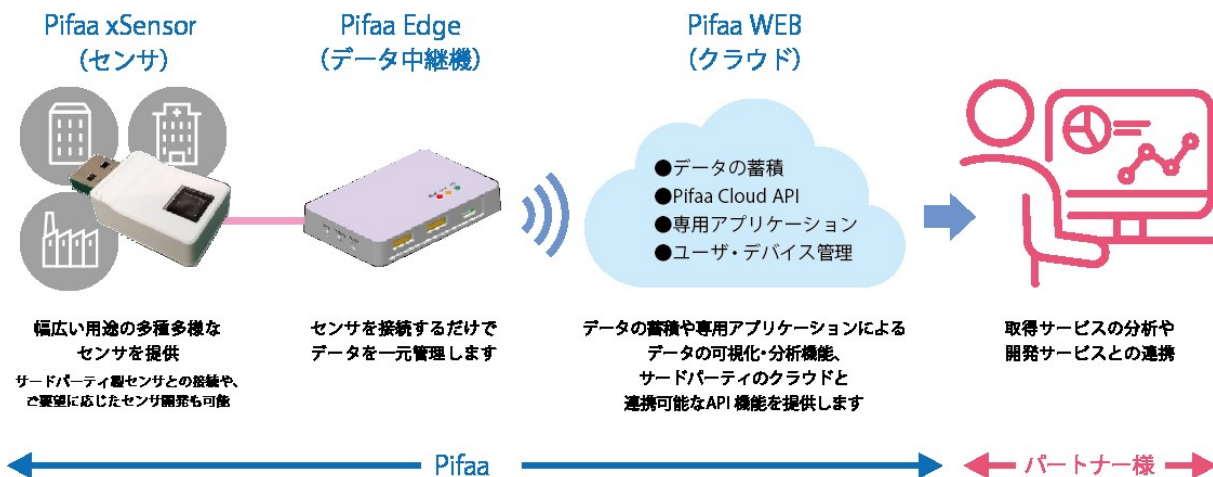 Pifaa xSensor
（センサ）
Pifaa Edge
（データ中継機）
Pifaa WEB
（クラウド）
●データの蓄積
●Pifaa Cloud API
●専用アプリケーション
●ユーザ・デバイス管理
幅広い用途の多種多様な
センサを提供
サードパーティ製センサとの接続や、
ご要望に応じたセンサ開発も可能
センサを接続するだけで
データを一元管理します
データの蓄積や専用アプリケーションによる
データの可視化・分析機能、
サードパーティのクラウドと
連携可能なAPI 機能を提供します
取得サービスの分析や
開発サービスとの連携
Pifaa
パートナー様